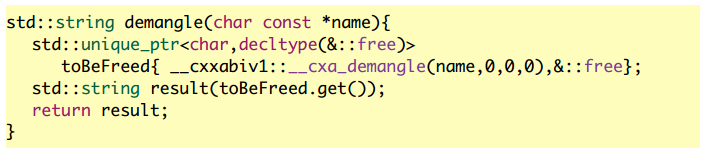 std::string demangle(char const *name){
std::unique_ptr<char,decltype(&::free)>
toBeFreed{ __cxxabiv1::__cxa_demangle(name,0,0,0),&::free};
std::string result(toBeFreed.get());
return result;
}